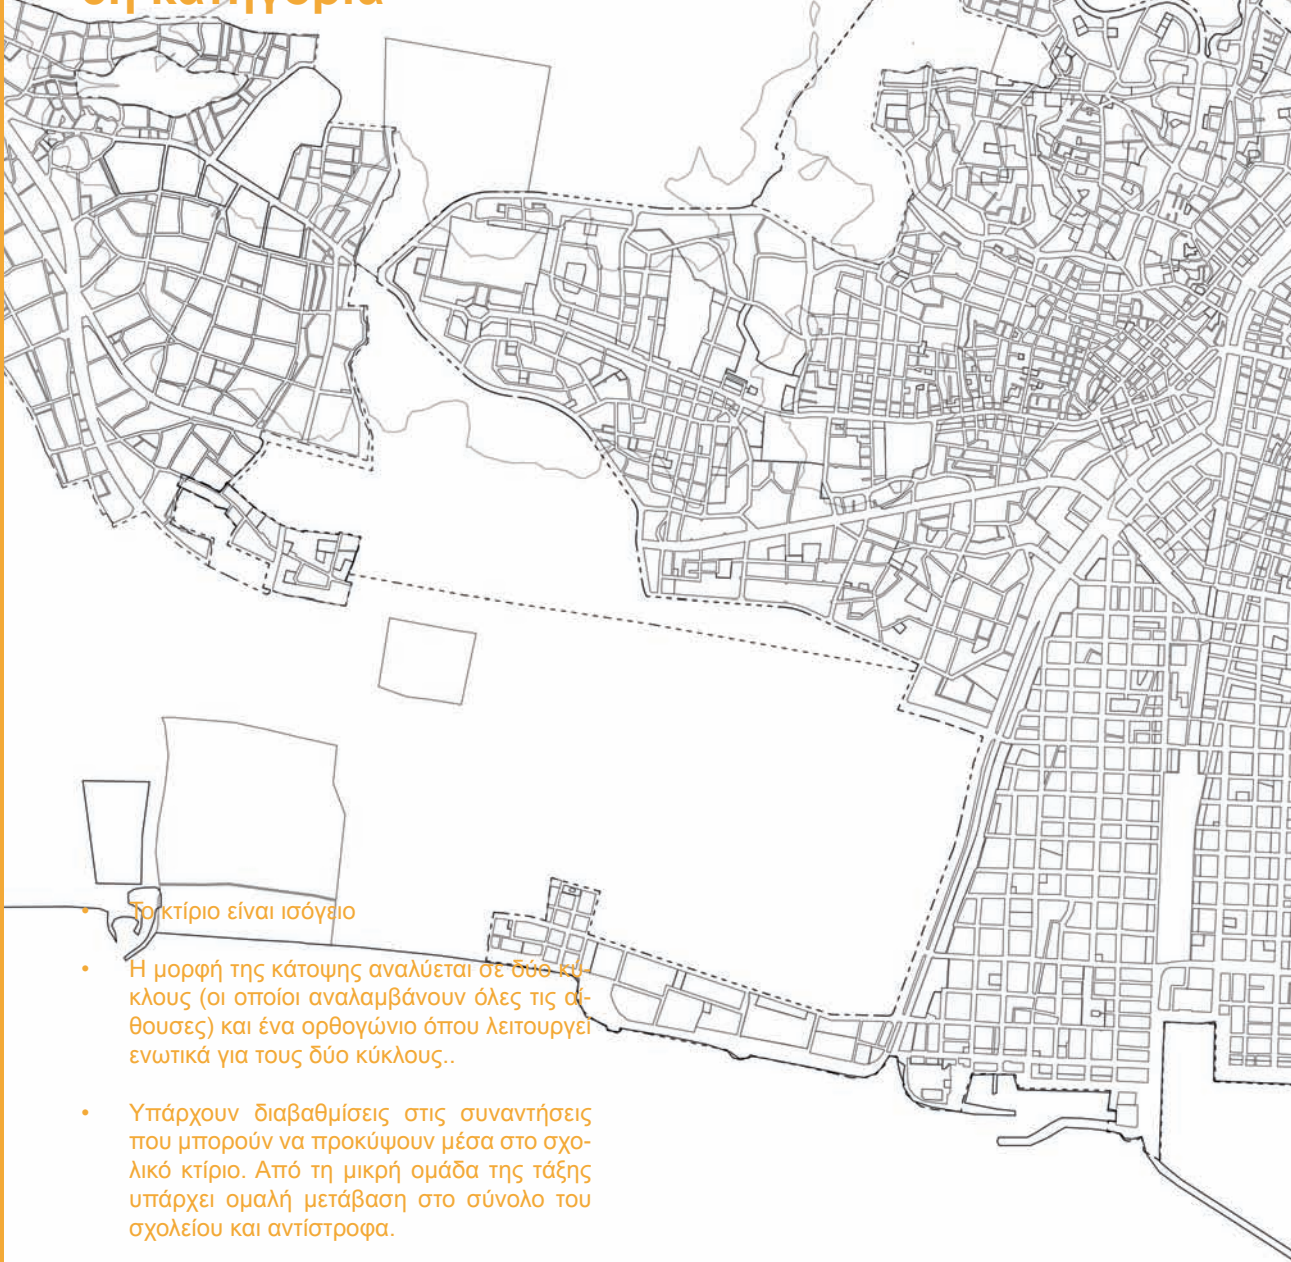 κατηγορία
• Το κτίριο είναι ισόγειο
• Η μορφή της κάτοψης αναλύεται σε δύο κύ-
κλους (οι οποίοι αναλαμβάνουν όλες τις αί-
θουσες) και ένα ορθογώνιο όπου λειτουργεί
ενωτικά για τους δύο κύκλους..
• Υπάρχουν διαβαθμίσεις στις συναντήσεις
που μπορούν να προκύψουν μέσα στο σχο-
λικό κτίριο. Από τη μικρή ομάδα της τάξης
υπάρχει ομαλή μετάβαση στο σύνολο του
σχολείου και αντίστροφα.